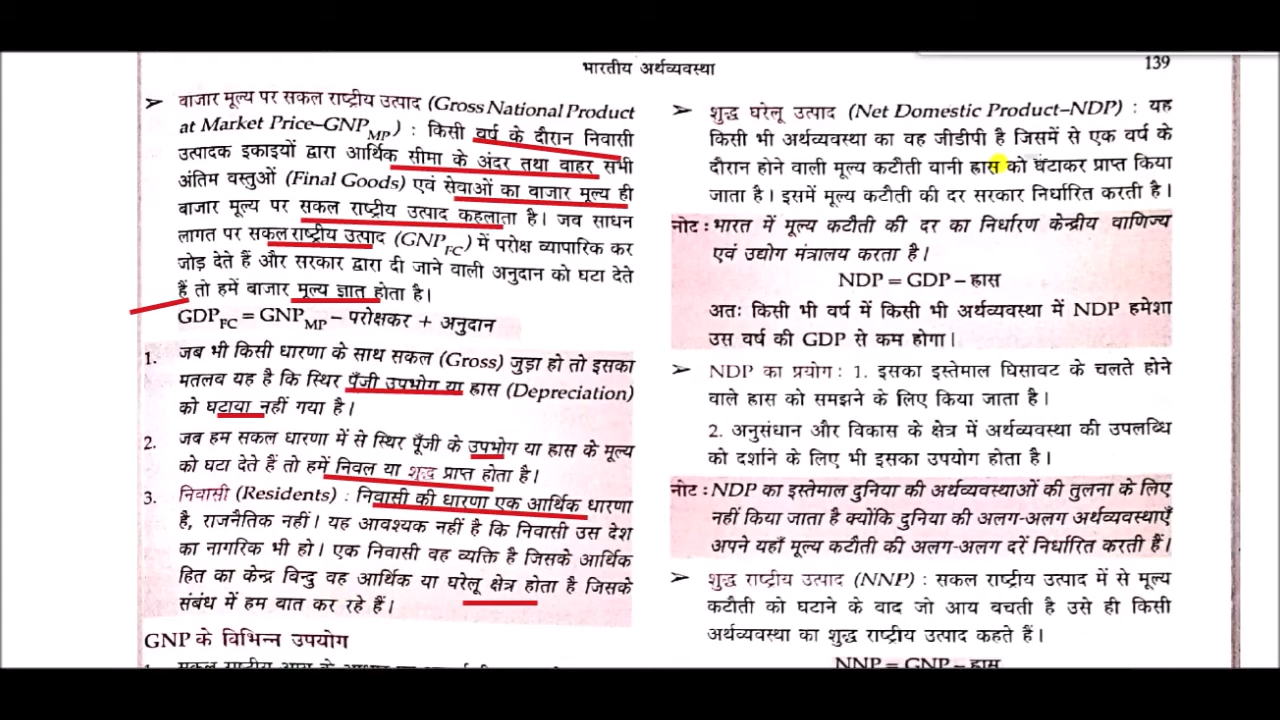 भारतीय अर्थव्यवस्था
139
➢ बाजार मूल्य पर सकल राष्ट्रीय उत्पाद (Gross National Product
at Market Price–GNP_MP) : किसी वर्ष के दौरान निवासी
उत्पादक इकाइयों द्वारा आर्थिक सीमा के अंदर तथा बाहर सभी
अंतिम वस्तुओं (Final Goods) एवं सेवाओं का बाजार मूल्य ही
बाजार मूल्य पर सकल राष्ट्रीय उत्पाद कहलाता है। जब साधन
लागत पर सकल राष्ट्रीय उत्पाद (GNP_FC) में परोक्ष व्यापारिक कर
जोड़ देते हैं और सरकार द्वारा दी जाने वाली अनुदान को घटा देते
हैं तो हमें बाजार मूल्य ज्ञात होता है।
GDP_FC = GNP_MP – परोक्षकर + अनुदान
1. जब भी किसी धारणा के साथ सकल (Gross) जुड़ा हो तो इसका
मतलब यह है कि स्थिर पूँजी उपभोग या ह्रास (Depreciation)
को घटाया नहीं गया है।
2. जब हम सकल धारणा में से स्थिर पूँजी के उपभोग या ह्रास के मूल्य
को घटा देते हैं तो हमें निवल या शुद्ध प्राप्त होता है।
3. निवासी (Residents) : निवासी की धारणा एक आर्थिक धारणा
है, राजनैतिक नहीं। यह आवश्यक नहीं है कि निवासी उस देश
का नागरिक भी हो। एक निवासी वह व्यक्ति है जिसके आर्थिक
हित का केन्द्र विन्दु वह आर्थिक या घरेलू क्षेत्र होता है जिसके
संबंध में हम बात कर रहे हैं।
GNP के विभिन्न उपयोग
➢ शुद्ध घरेलू उत्पाद (Net Domestic Product–NDP) : यह
किसी भी अर्थव्यवस्था का वह जीडीपी है जिसमें से एक वर्ष के
दौरान होने वाली मूल्य कटौती यानी ह्रास को घटाकर प्राप्त किया
जाता है। इसमें मूल्य कटौती की दर सरकार निर्धारित करती है।
नोट : भारत में मूल्य कटौती की दर का निर्धारण केन्द्रीय वाणिज्य
एवं उद्योग मंत्रालय करता है।
NDP = GDP – ह्रास
अतः किसी भी वर्ष में किसी भी अर्थव्यवस्था में NDP हमेशा
उस वर्ष की GDP से कम होगा।
➢ NDP का प्रयोग : 1. इसका इस्तेमाल घिसावट के चलते होने
वाले ह्रास को समझने के लिए किया जाता है।
2. अनुसंधान और विकास के क्षेत्र में अर्थव्यवस्था की उपलब्धि
को दर्शाने के लिए भी इसका उपयोग होता है।
नोट : NDP का इस्तेमाल दुनिया की अर्थव्यवस्थाओं की तुलना के लिए
नहीं किया जाता है क्योंकि दुनिया की अलग-अलग अर्थव्यवस्थाएँ
अपने यहाँ मूल्य कटौती की अलग-अलग दरें निर्धारित करती हैं।
➢ शुद्ध राष्ट्रीय उत्पाद (NNP) : सकल राष्ट्रीय उत्पाद में से मूल्य
कटौती को घटाने के बाद जो आय बचती है उसे ही किसी
अर्थव्यवस्था का शुद्ध राष्ट्रीय उत्पाद कहते हैं।
NNP = GNP – ह्रास